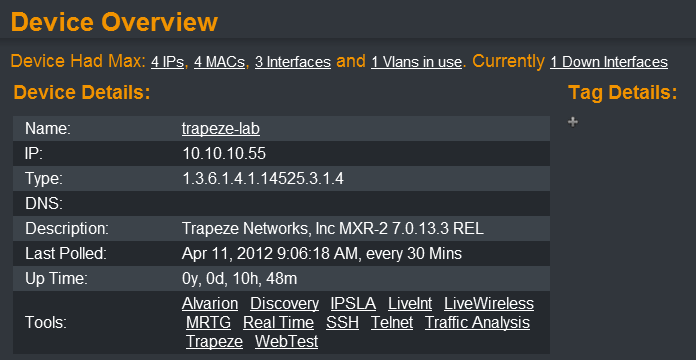 Device Overview
Device Had Max: 4 IPs, 4 MACs, 3 Interfaces and 1 Vlans in use. Currently 1 Down Interfaces
Device Details:
Tag Details:
+
Name: trapeze-lab
IP: 10.10.10.55
Type: 1.3.6.1.4.1.14525.3.1.4
DNS:
Description: Trapeze Networks, Inc MXR-2 7.0.13.3 REL
Last Polled: Apr 11, 2012 9:06:18 AM, every 30 Mins
Up Time: 0y, 0d, 10h, 48m
Tools: Alvarion Discovery IPSLA LiveInt LiveWireless
MRTG Real Time SSH Telnet Traffic Analysis
Trapeze WebTest